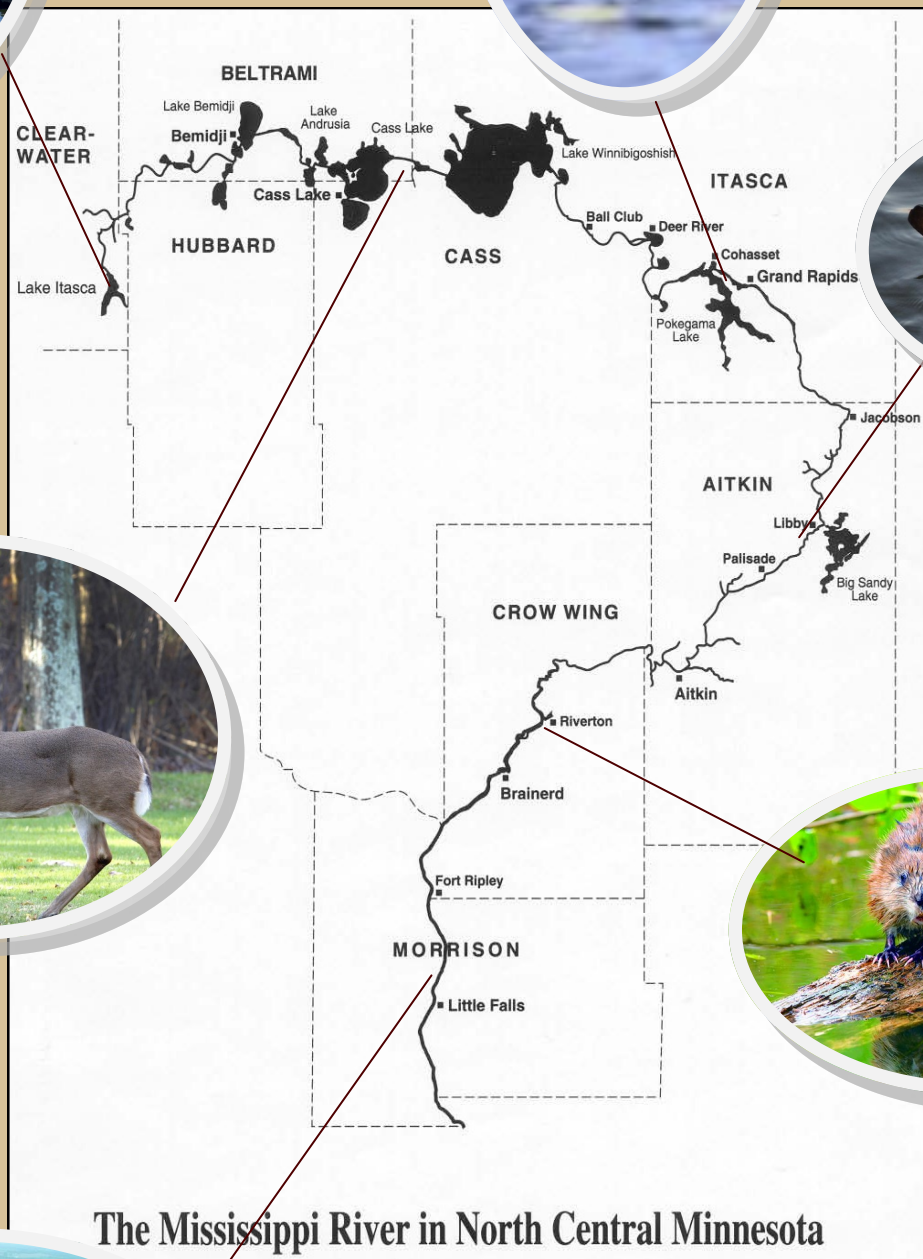 BELTRAMI
Lake Bemidji
Lake
Andrusia
CLEAR-
WATER
Bemidji
Cass Lake
Lake Winnibigoshish
ITASCA
Cass Lake
Ball Club
Deer River
HUBBARD
CASS
Cohasset
Grand Rapids
Lake Itasca
Pokegama
Lake
Jacobson
AITKIN
Libby
Palisade
Big Sandy
Lake
CROW WING
Aitkin
Riverton
Brainerd
Fort Ripley
MORRISON
Little Falls
The Mississippi River in North Central Minnesota